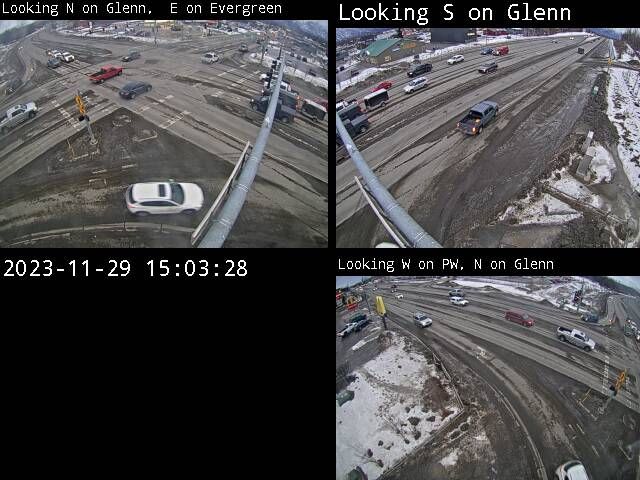 Looking N on Glenn, E on Evergreen
Looking S on Glenn
2023-11-29 15:03:28
Looking W on PW, N on Glenn